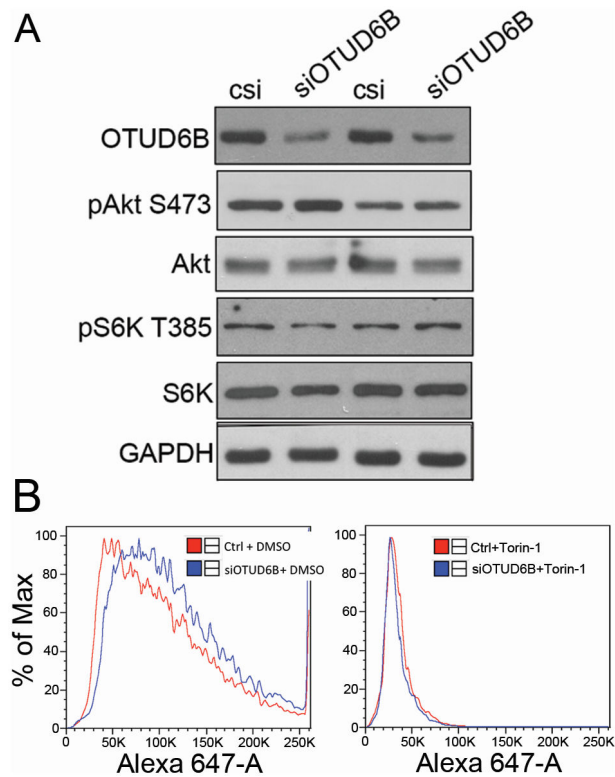 A
csi siOTUD6B csi siOTUD6B
OTUD6B
pAkt S473
Akt
pS6K T385
S6K
GAPDH
B
% of Max
100
80
60
40
20
0
0 50K 100K 150K 200K 250K
Alexa 647-A
Ctrl + DMSO
siOTUD6B+ DMSO
100
80
60
40
20
0
0 50K 100K 150K 200K 250K
Alexa 647-A
Ctrl+Torin-1
siOTUD6B+Torin-1